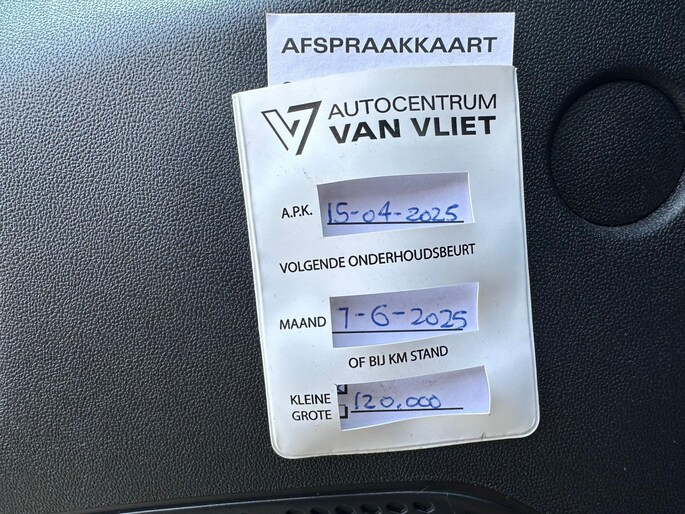 AFSPRAAKKAART
AUTOCENTRUM
VAN VLIET
A.P.K. 15-04-2025
VOLGENDE ONDERHOUDSBEURT
MAAND 7-6-2025
OF BIJ KM STAND
KLEINE 120.000
GROTE